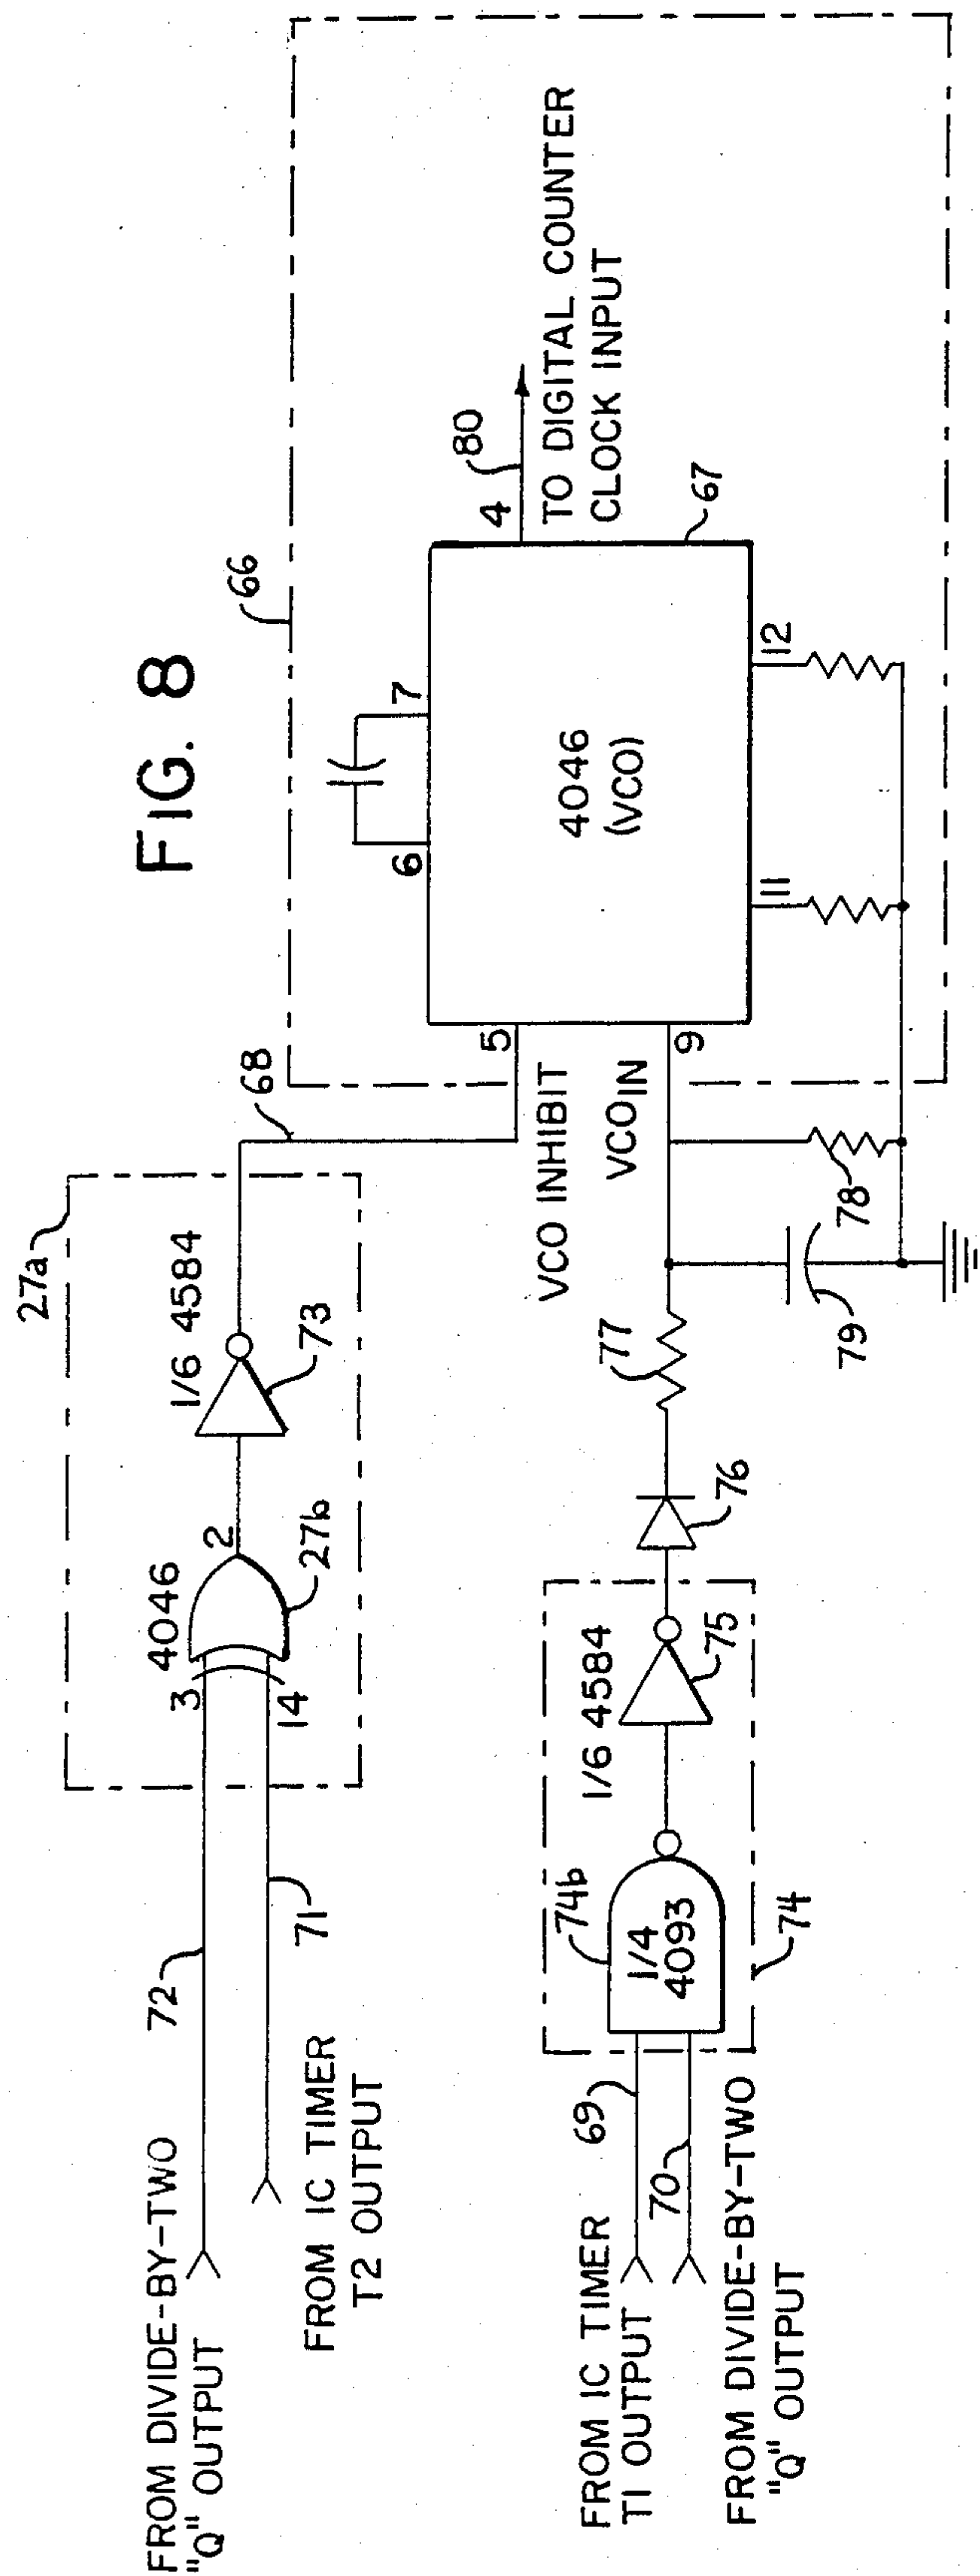 FIG. 8
27a
66
FROM DIVIDE-BY-TWO
"Q" OUTPUT
72
3
4046
2
1/6 4584
68
14
27b
73
71
FROM IC TIMER
T2 OUTPUT
VCO INHIBIT
5
6
7
4
80
TO DIGITAL COUNTER
CLOCK INPUT
4046
(VCO)
67
VCOIN
9
11
12
FROM IC TIMER
T1 OUTPUT
69
74b
1/4
4093
1/6 4584
75
76
77
78
79
70
74
FROM DIVIDE-BY-TWO
"Q" OUTPUT